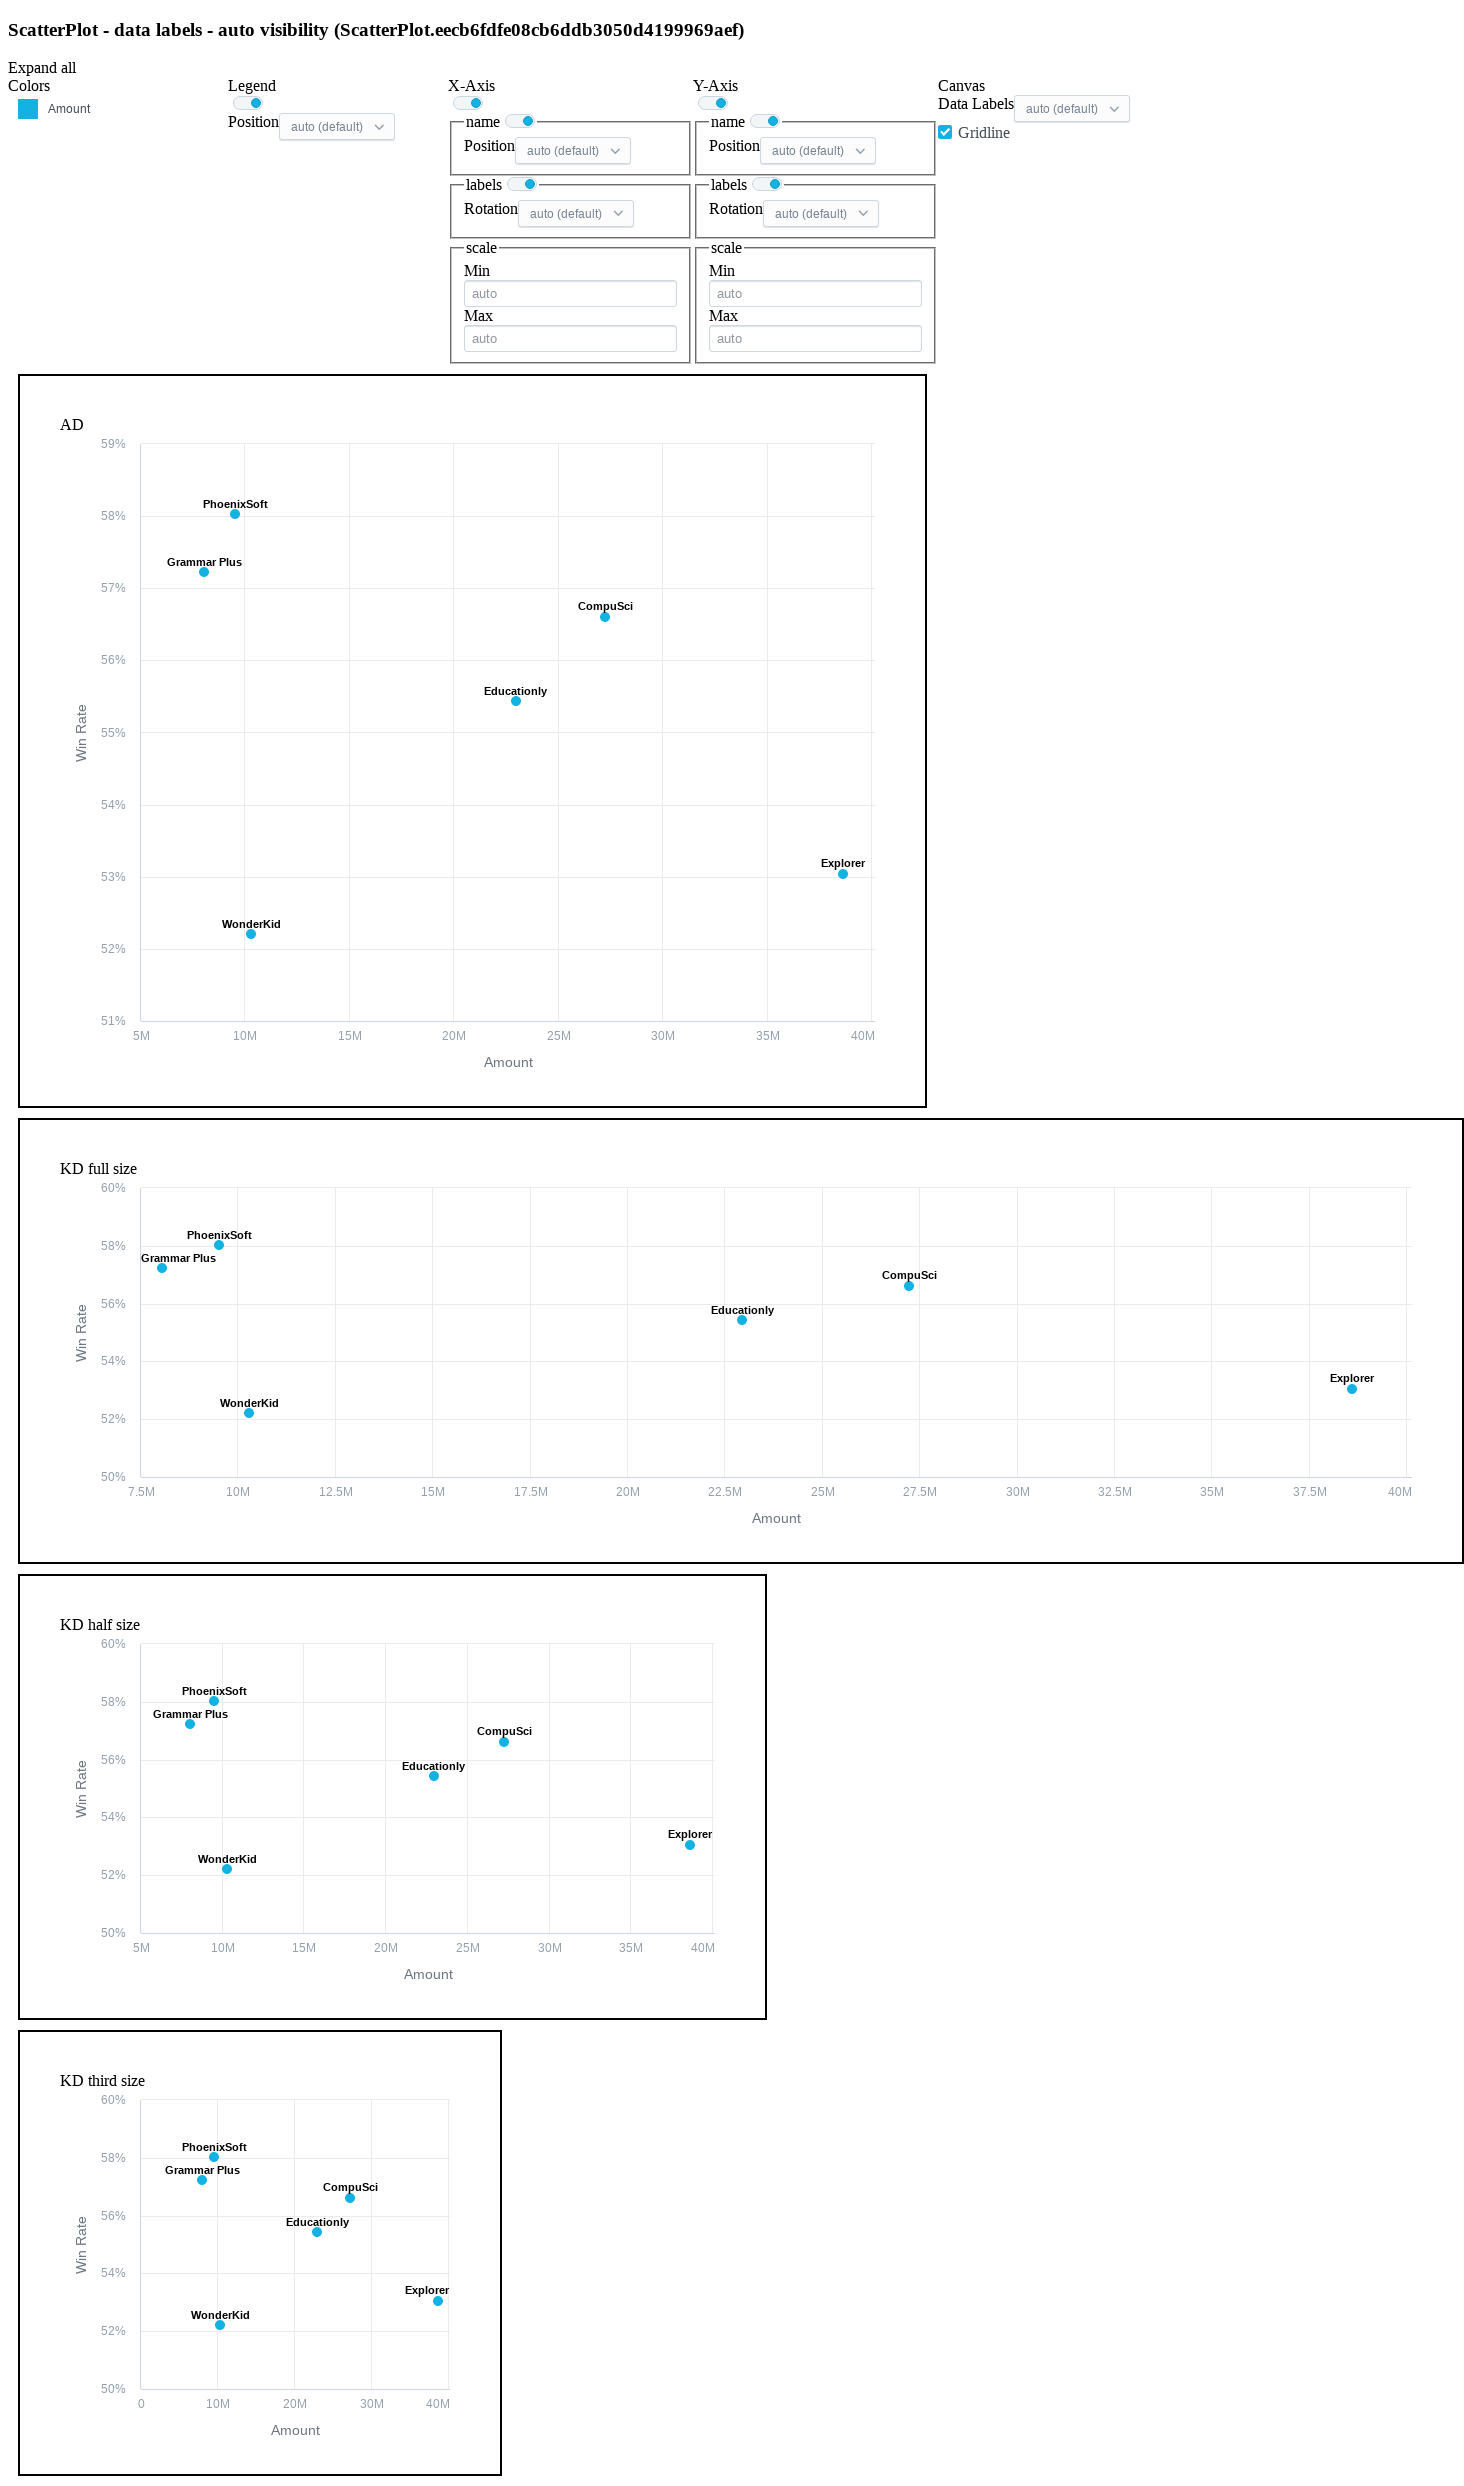 ScatterPlot - data labels - auto visibility (ScatterPlot.eecb6fdfe08cb6ddb3050d4199969aef)
Expand all
Colors
Amount
Legend
Position auto (default)
X-Axis
name
Position auto (default)
labels
Rotation auto (default)
scale
Min
auto
Max
auto
Y-Axis
name
Position auto (default)
labels
Rotation auto (default)
scale
Min
auto
Max
auto
Canvas
Data Labels auto (default)
Gridline
AD
59%
PhoenixSoft
58%
Grammar Plus
57%
CompuSci
56%
Educationly
Win Rate
55%
54%
Explorer
53%
WonderKid
52%
51%
5M 10M 15M 20M 25M 30M 35M 40M
Amount
KD full size
60%
PhoenixSoft
58%
Grammar Plus
CompuSci
56%
Educationly
Win Rate
54%
Explorer
WonderKid
52%
50%
7.5M 10M 12.5M 15M 17.5M 20M 22.5M 25M 27.5M 30M 32.5M 35M 37.5M 40M
Amount
KD half size
60%
PhoenixSoft
58%
Grammar Plus
CompuSci
56%
Educationly
Win Rate
54%
Explorer
WonderKid
52%
50%
5M 10M 15M 20M 25M 30M 35M 40M
Amount
KD third size
60%
PhoenixSoft
58%
Grammar Plus
CompuSci
56%
Educationly
Win Rate
54%
Explorer
WonderKid
52%
50%
0 10M 20M 30M 40M
Amount